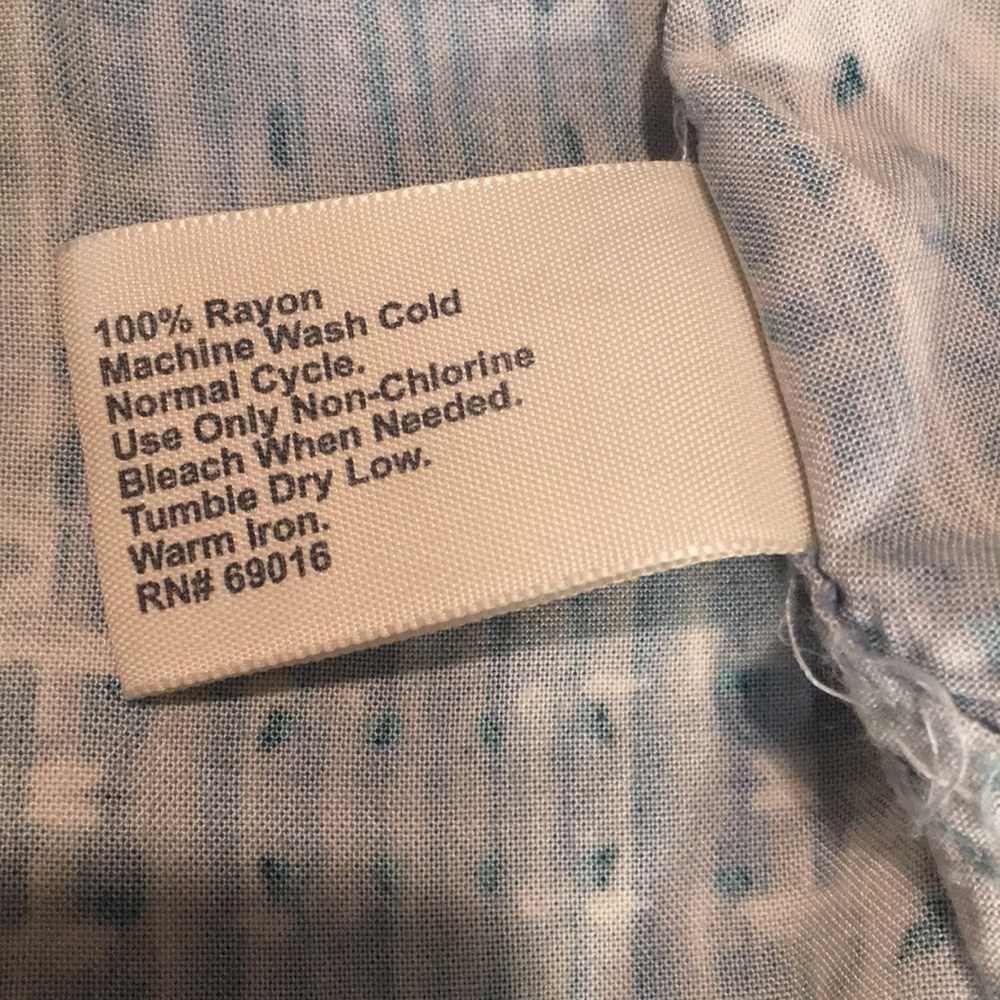 100% Rayon
Machine Wash Cold
Normal Cycle.
Use Only Non-Chlorine
Bleach When Needed.
Tumble Dry Low.
Warm Iron.
RN# 69016